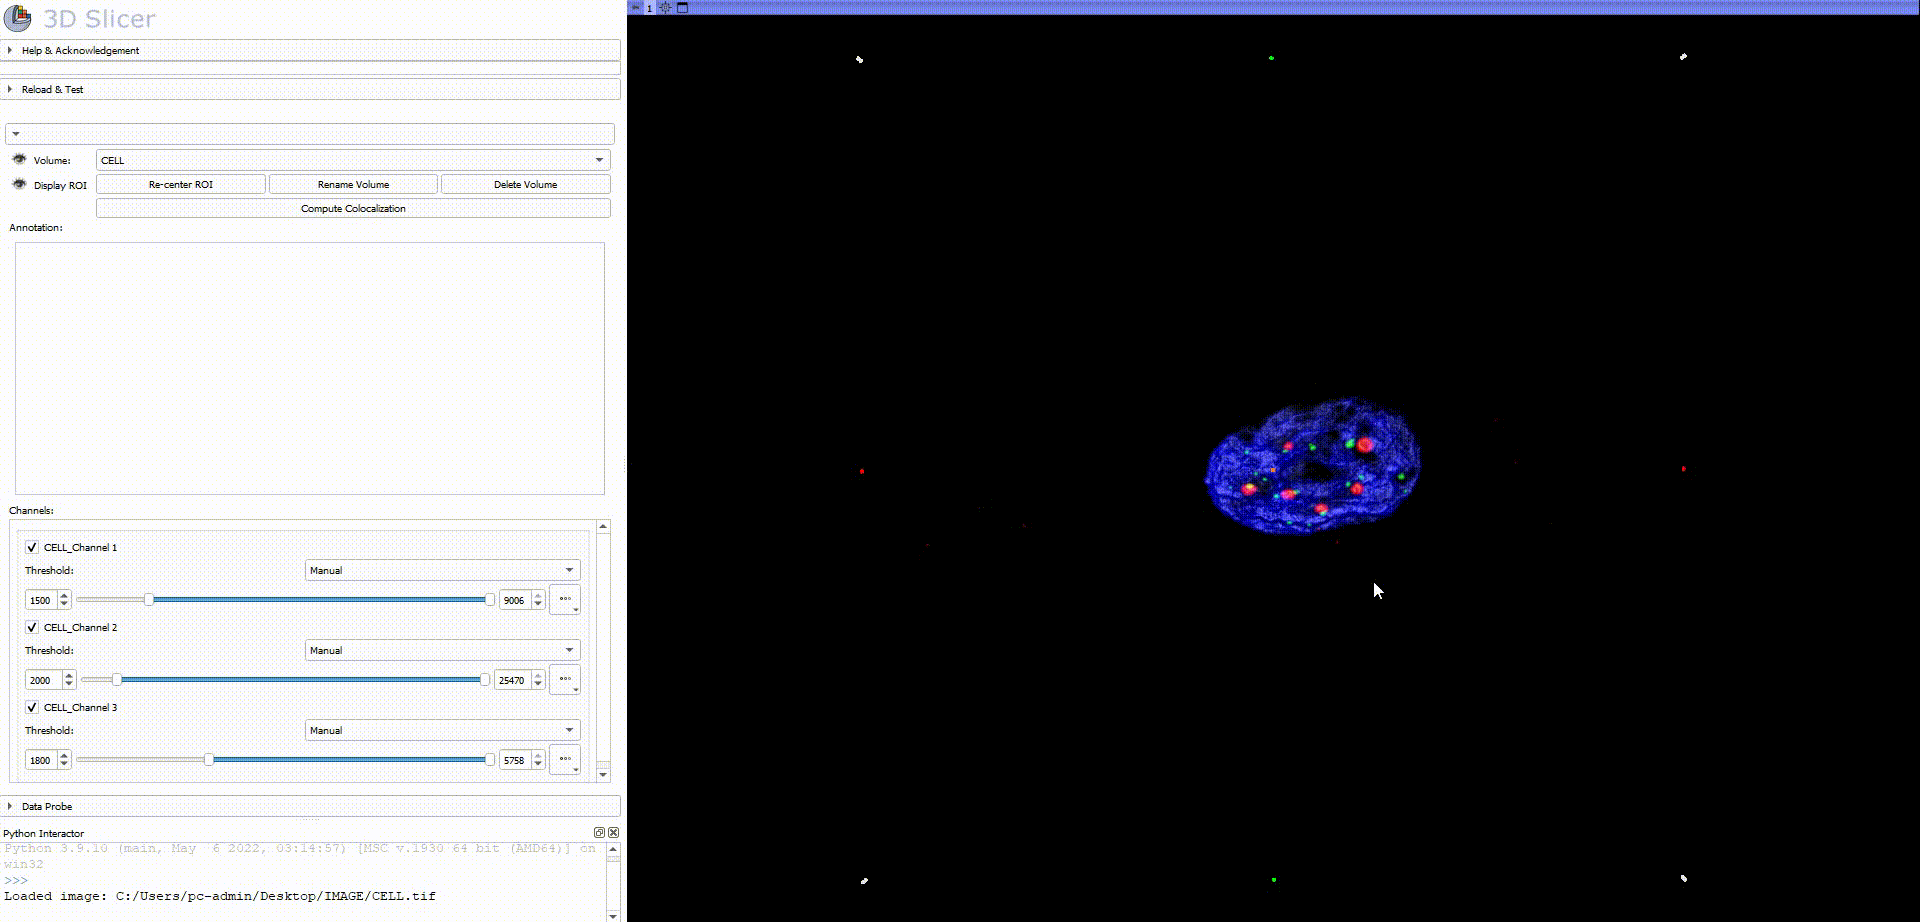 3D Slicer
1
Help & Acknowledgement
Reload & Test
Volume:
CELL
Display ROI
Re-center ROI
Rename Volume
Delete Volume
Compute Colocalization
Annotation:
Channels:
CELL_Channel 1
Threshold:
Manual
1500
9006
...
CELL_Channel 2
Threshold:
Manual
2000
25470
...
CELL_Channel 3
Threshold:
Manual
1800
5758
...
Data Probe
Python Interactor
Python 3.9.10 (main, May  6 2022, 03:14:57) [MSC v.1930 64 bit (AMD64)] on
win32
>>>
Loaded image: C:/Users/pc-admin/Desktop/IMAGE/CELL.tif